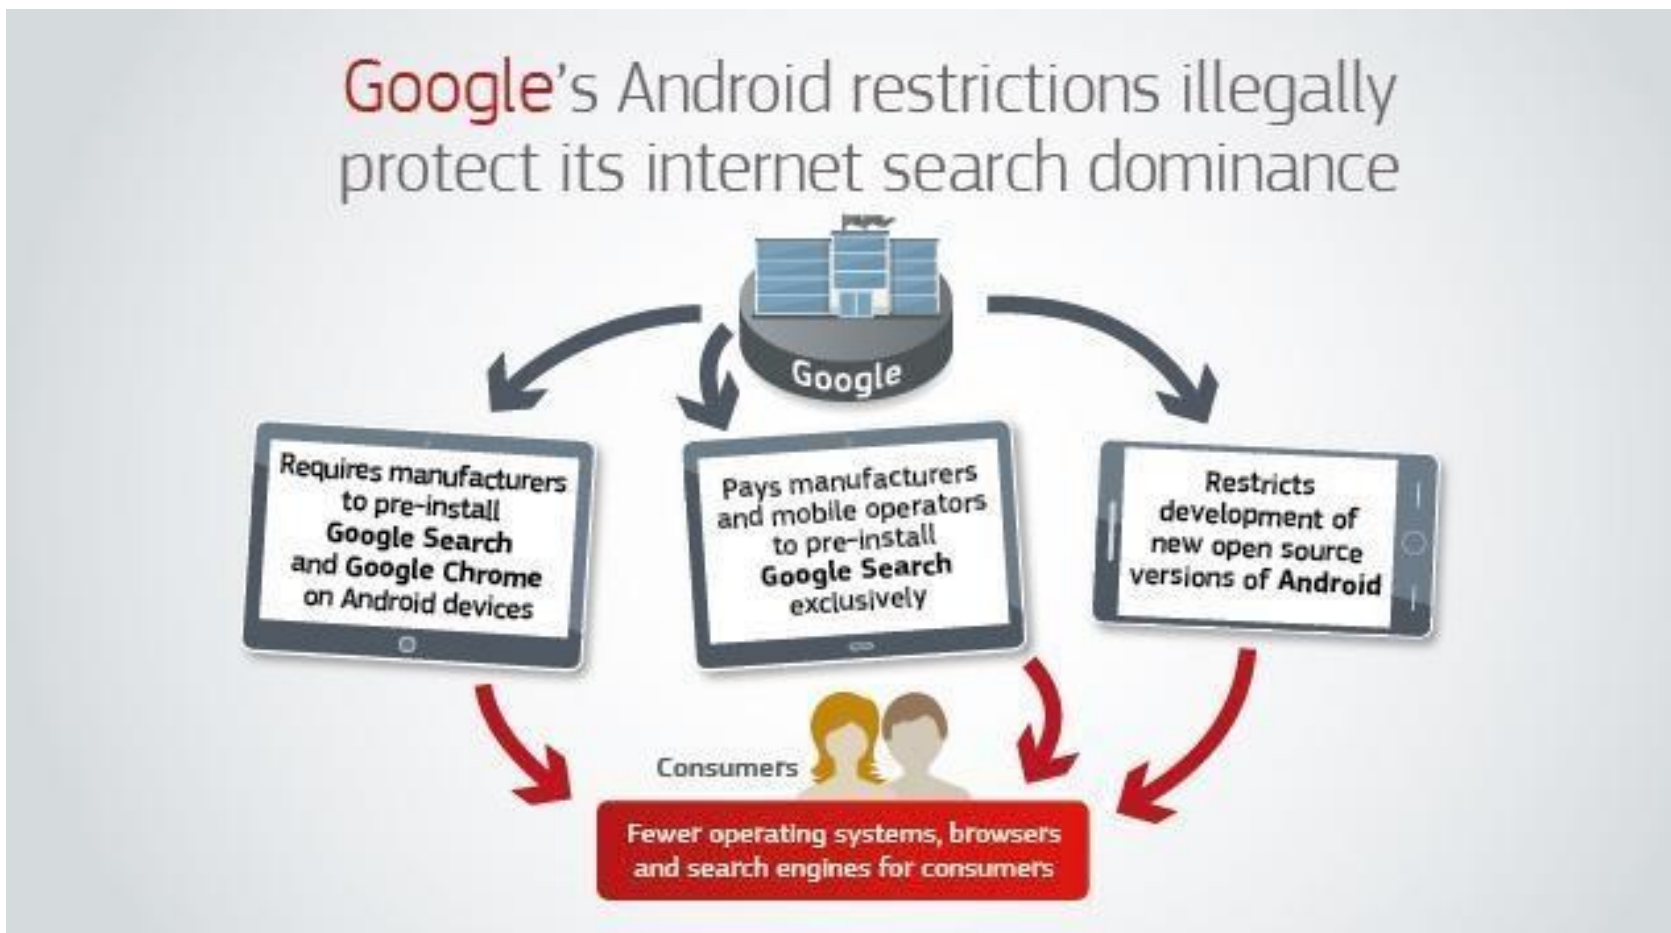 Google's Android restrictions illegally
protect its internet search dominance
Google
Requires manufacturers
to pre-install
Google Search
and Google Chrome
on Android devices
Pays manufacturers
and mobile operators
to pre-install
Google Search
exclusively
Restricts
development of
new open source
versions of Android
Consumers
Fewer operating systems, browsers
and search engines for consumers